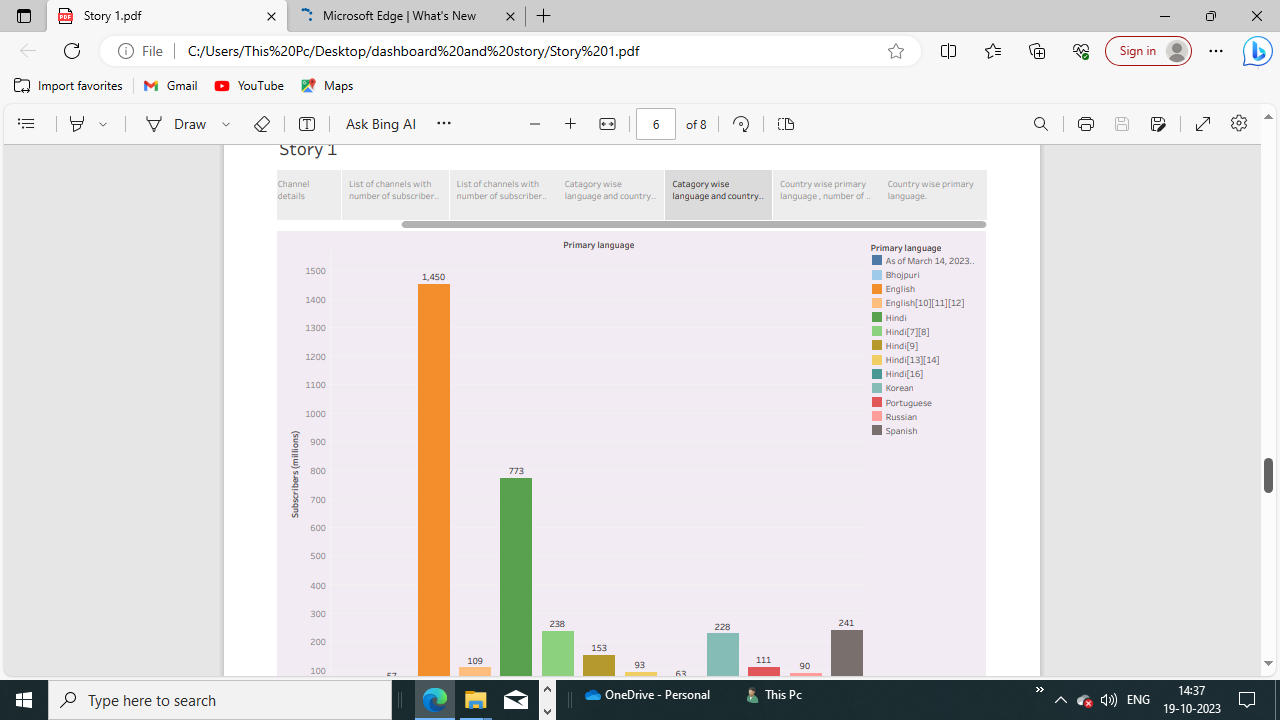 Story 1.pdf
Microsoft Edge | What's New
File
C:/Users/This%20Pc/Desktop/dashboard%20and%20story/Story%201.pdf
Sign in
Import favorites
Gmail
YouTube
Maps
Draw
Ask Bing AI
6 of 8
Story 1
Channel
details
List of channels with
number of subscriber..
List of channels with
number of subscriber..
Catagory wise
language and country..
Catagory wise
language and country..
Country wise primary
language , number of ..
Country wise primary
language.
Primary language
Subscribers (millions)
1500
1400
1300
1200
1100
1000
900
800
700
600
500
400
300
200
100
57
1,450
109
773
238
153
93
63
228
111
90
241
Primary language
As of March 14, 2023..
Bhojpuri
English
English[10][11][12]
Hindi
Hindi[7][8]
Hindi[9]
Hindi[13][14]
Hindi[16]
Korean
Portuguese
Russian
Spanish
Type here to search
OneDrive - Personal
This Pc
ENG
14:37
19-10-2023